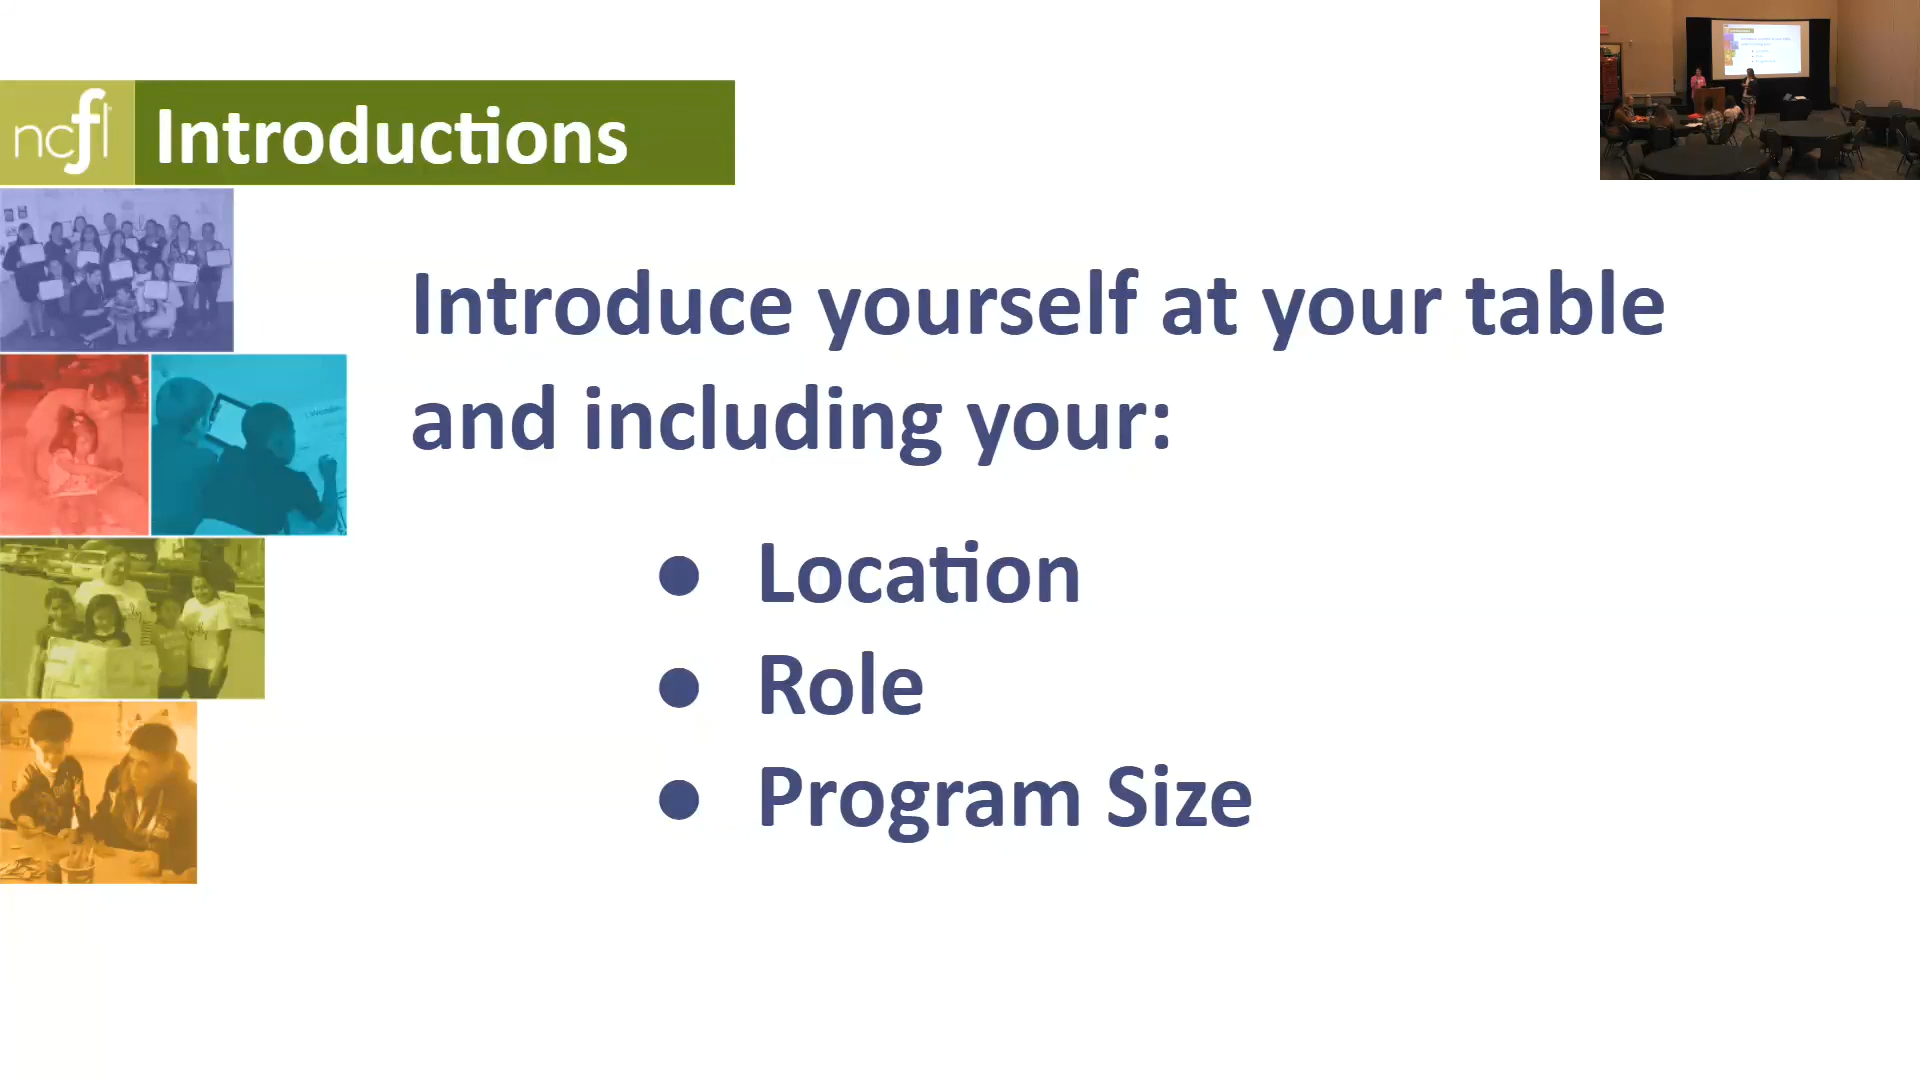 ncfl
Introductions
Introduce yourself at your table
and including your:
● Location
● Role
● Program Size